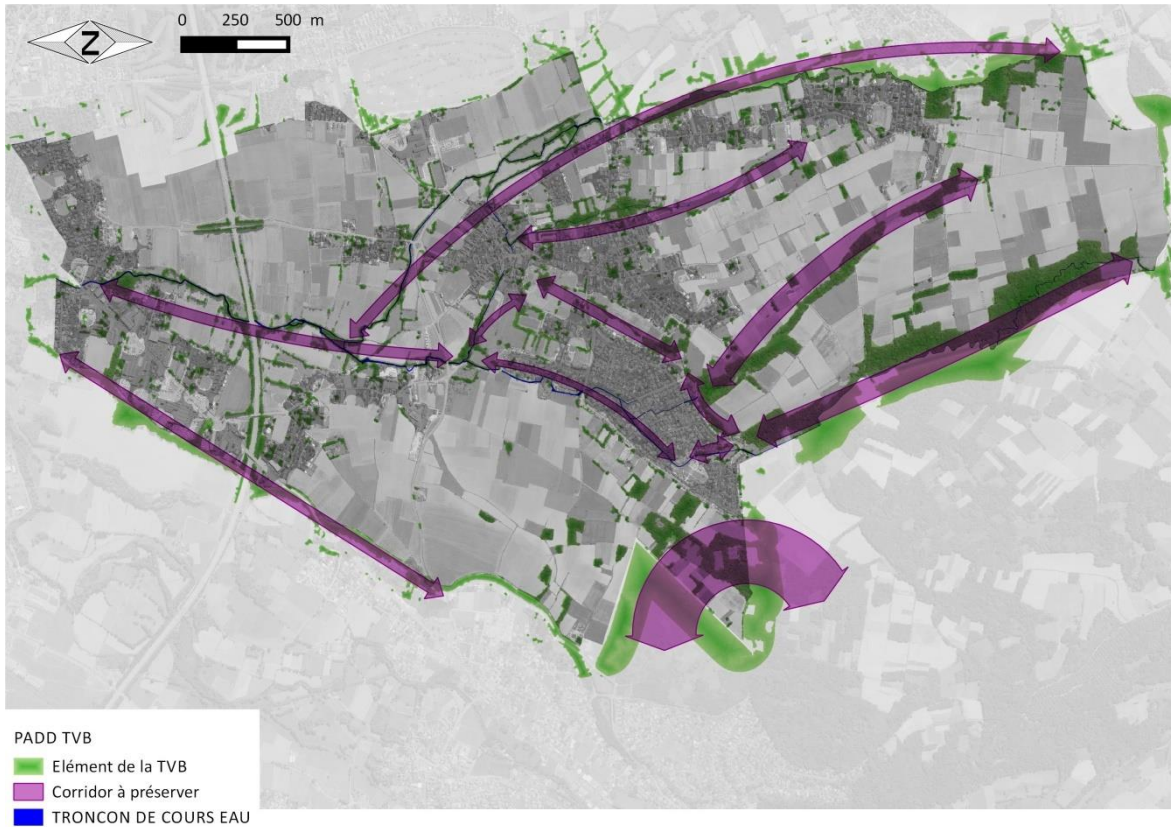 Z
0 250 500 m
PADD TVB
Elément de la TVB
Corridor à préserver
TRONCON DE COURS EAU